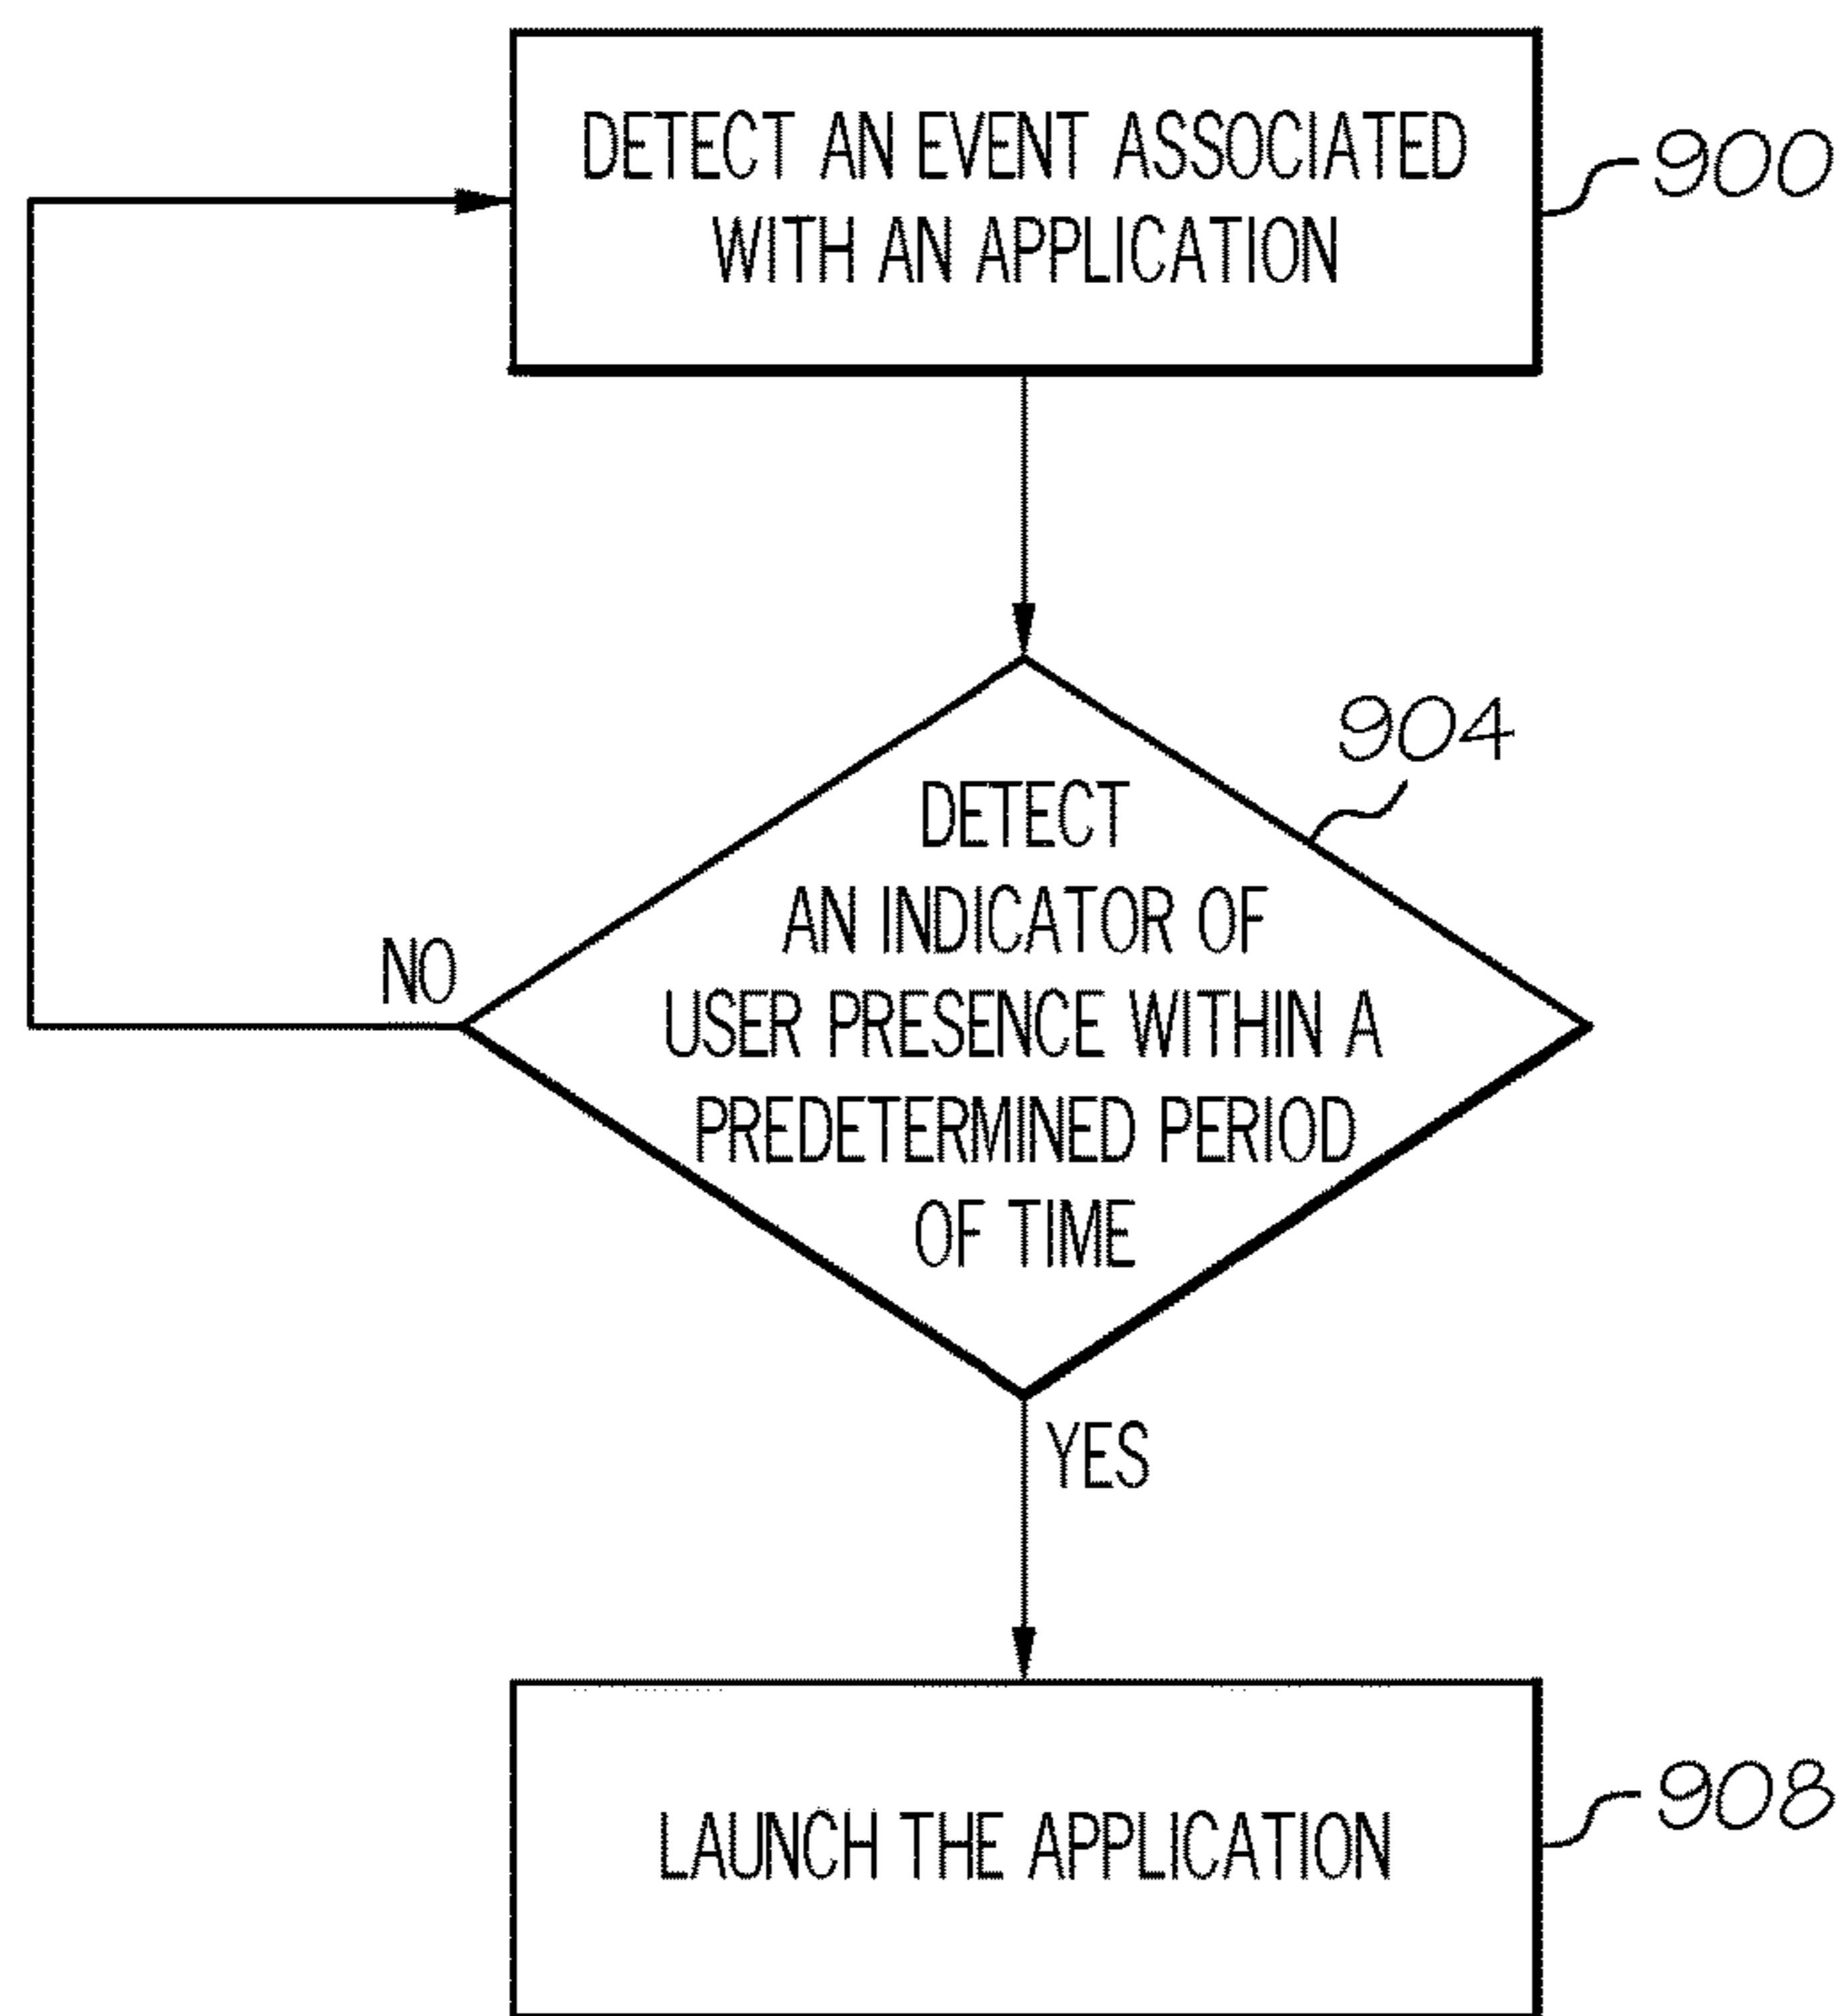 DETECT AN EVENT ASSOCIATED
WITH AN APPLICATION
900
904
DETECT
AN INDICATOR OF
USER PRESENCE WITHIN A
PREDETERMINED PERIOD
OF TIME
NO
YES
LAUNCH THE APPLICATION
908